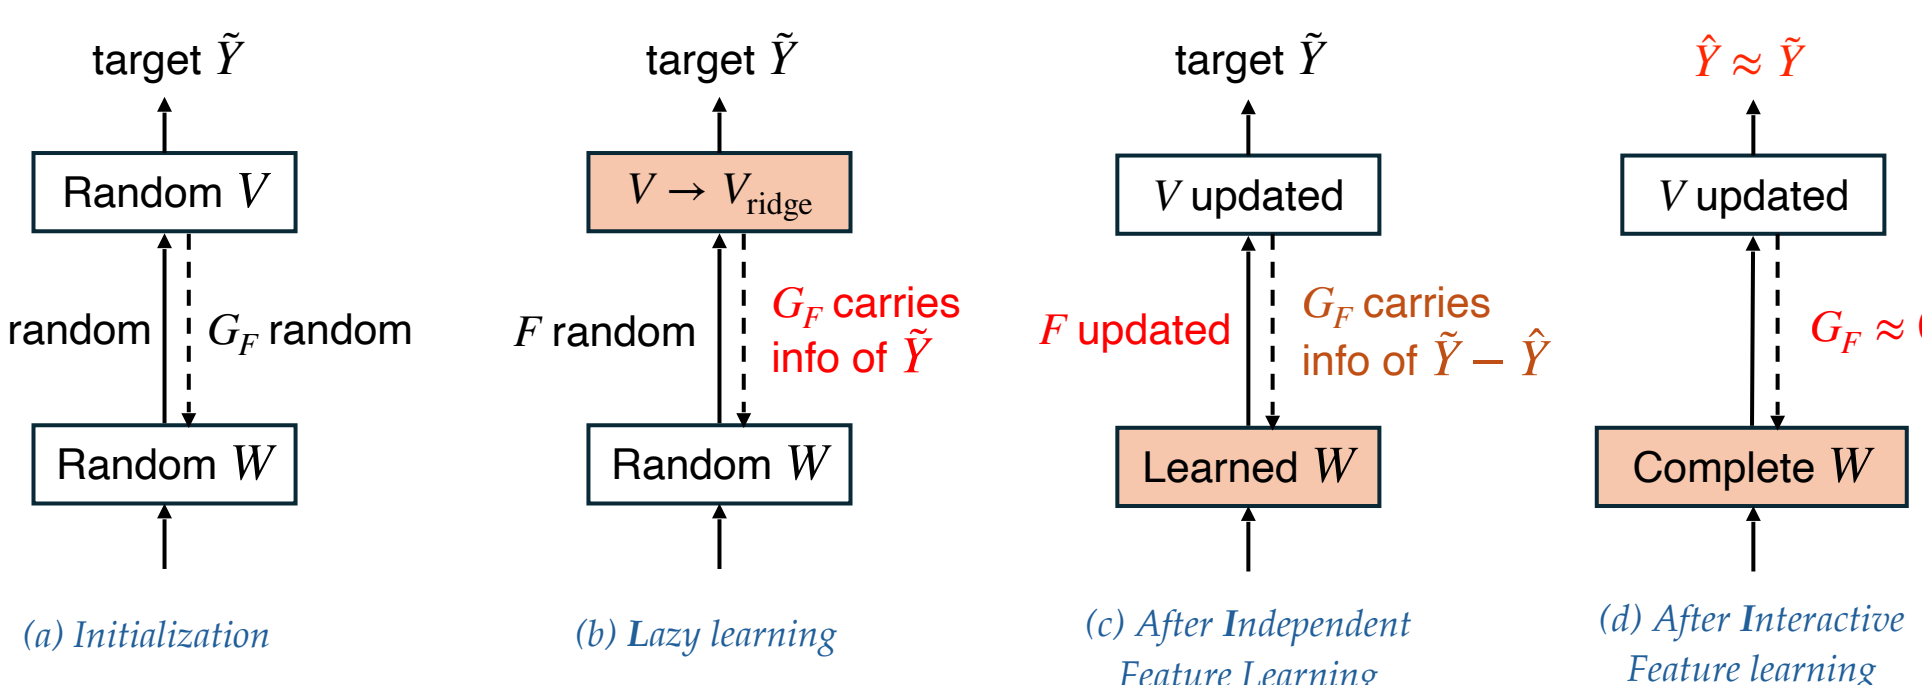 target Ỹ
Random V
random
G_F random
Random W
(a) Initialization
target Ỹ
V → V_ridge
F random
G_F carries
info of Ỹ
Random W
(b) Lazy learning
target Ỹ
V updated
F updated
G_F carries
info of Ỹ − Ŷ
Learned W
(c) After Independent
Feature Learning
Ŷ ≈ Ỹ
V updated
G_F ≈
Complete W
(d) After Interactive
Feature learning